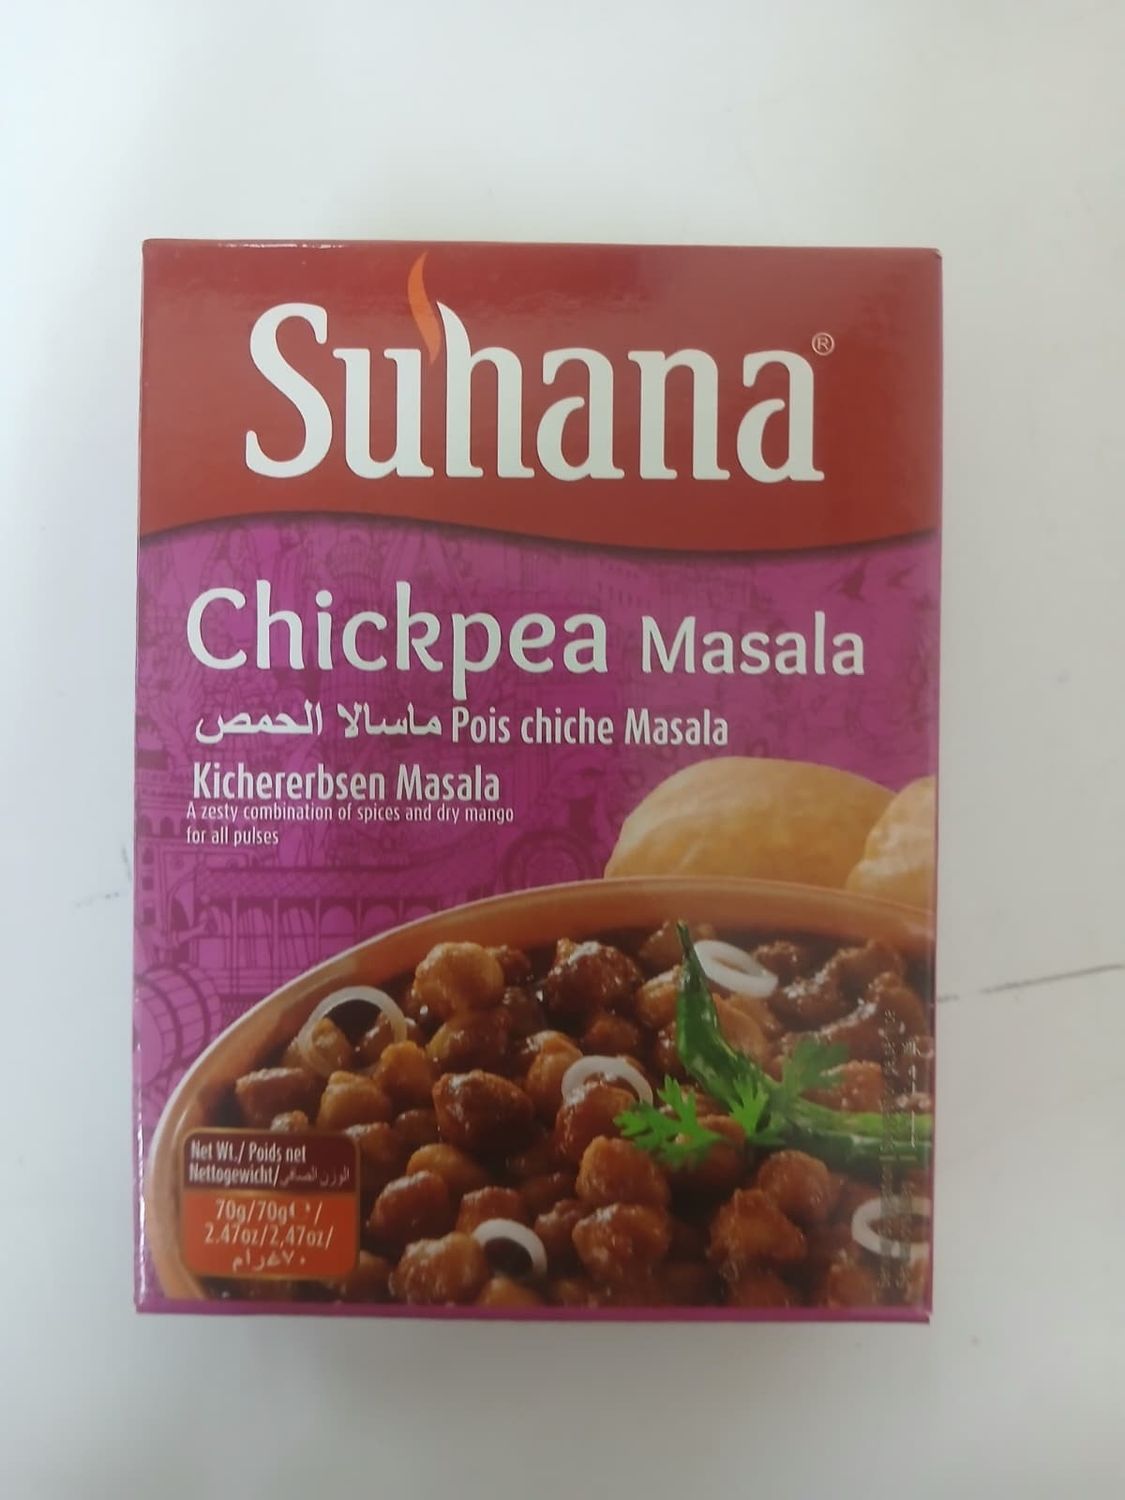 Suhana®
Chickpea Masala
ماسالا الحمص Pois chiche Masala
Kichererbsen Masala
A zesty combination of spices and dry mango
for all pulses
Net Wt./ Poids net
Nettogewicht/الوزن الصافي
70g/70g℮/
2.47oz/2,47oz/
٧٠غرام